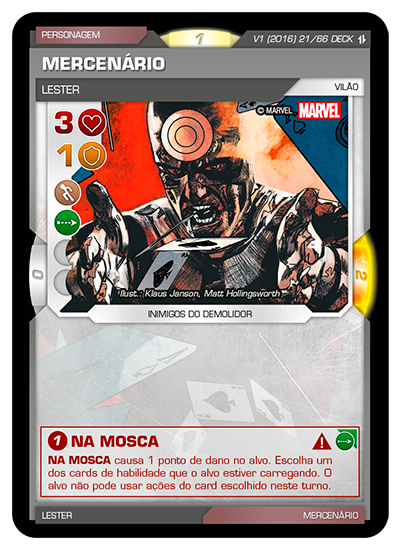 PERSONAGEM
1
V1 (2016) 21/66 DECK
MERCENÁRIO
LESTER
VILÃO
3
© MARVEL
MARVEL
1
0
2
Ilust.: Klaus Janson, Matt Hollingsworth
INIMIGOS DO DEMOLIDOR
1 NA MOSCA
NA MOSCA causa 1 ponto de dano no alvo. Escolha um
dos cards de habilidade que o alvo estiver carregando. O
alvo não pode usar ações do card escolhido neste turno.
LESTER
MERCENÁRIO